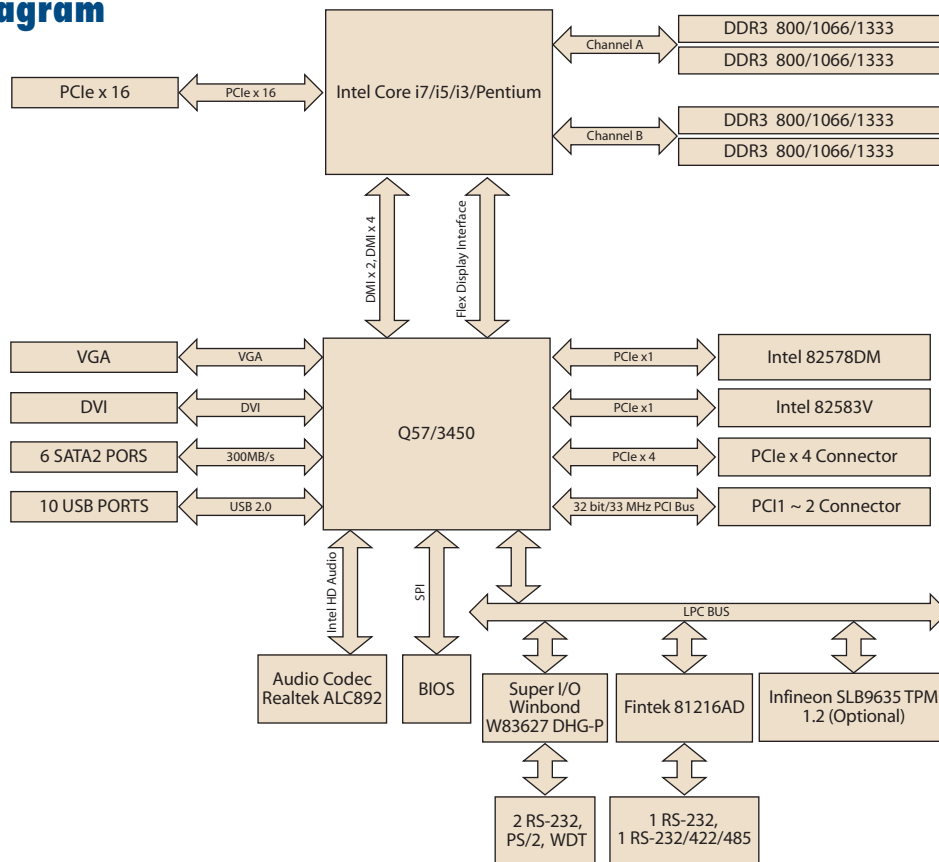 agram
DDR3 800/1066/1333
DDR3 800/1066/1333
Channel A
PCIe x 16
PCIe x 16
Intel Core i7/i5/i3/Pentium
DDR3 800/1066/1333
DDR3 800/1066/1333
Channel B
DMI x 2, DMI x 4
Flex Display Interface
VGA
VGA
PCIe x1
Intel 82578DM
DVI
DVI
PCIe x1
Intel 82583V
Q57/3450
6 SATA2 PORS
300MB/s
PCIe x 4
PCIe x 4 Connector
10 USB PORTS
USB 2.0
32 bit/33 MHz PCI Bus
PCI1 ~ 2 Connector
Intel HD Audio
SPI
LPC BUS
Audio Codec
Realtek ALC892
BIOS
Super I/O
Winbond
W83627 DHG-P
Fintek 81216AD
Infineon SLB9635 TPM
1.2 (Optional)
2 RS-232,
PS/2, WDT
1 RS-232,
1 RS-232/422/485